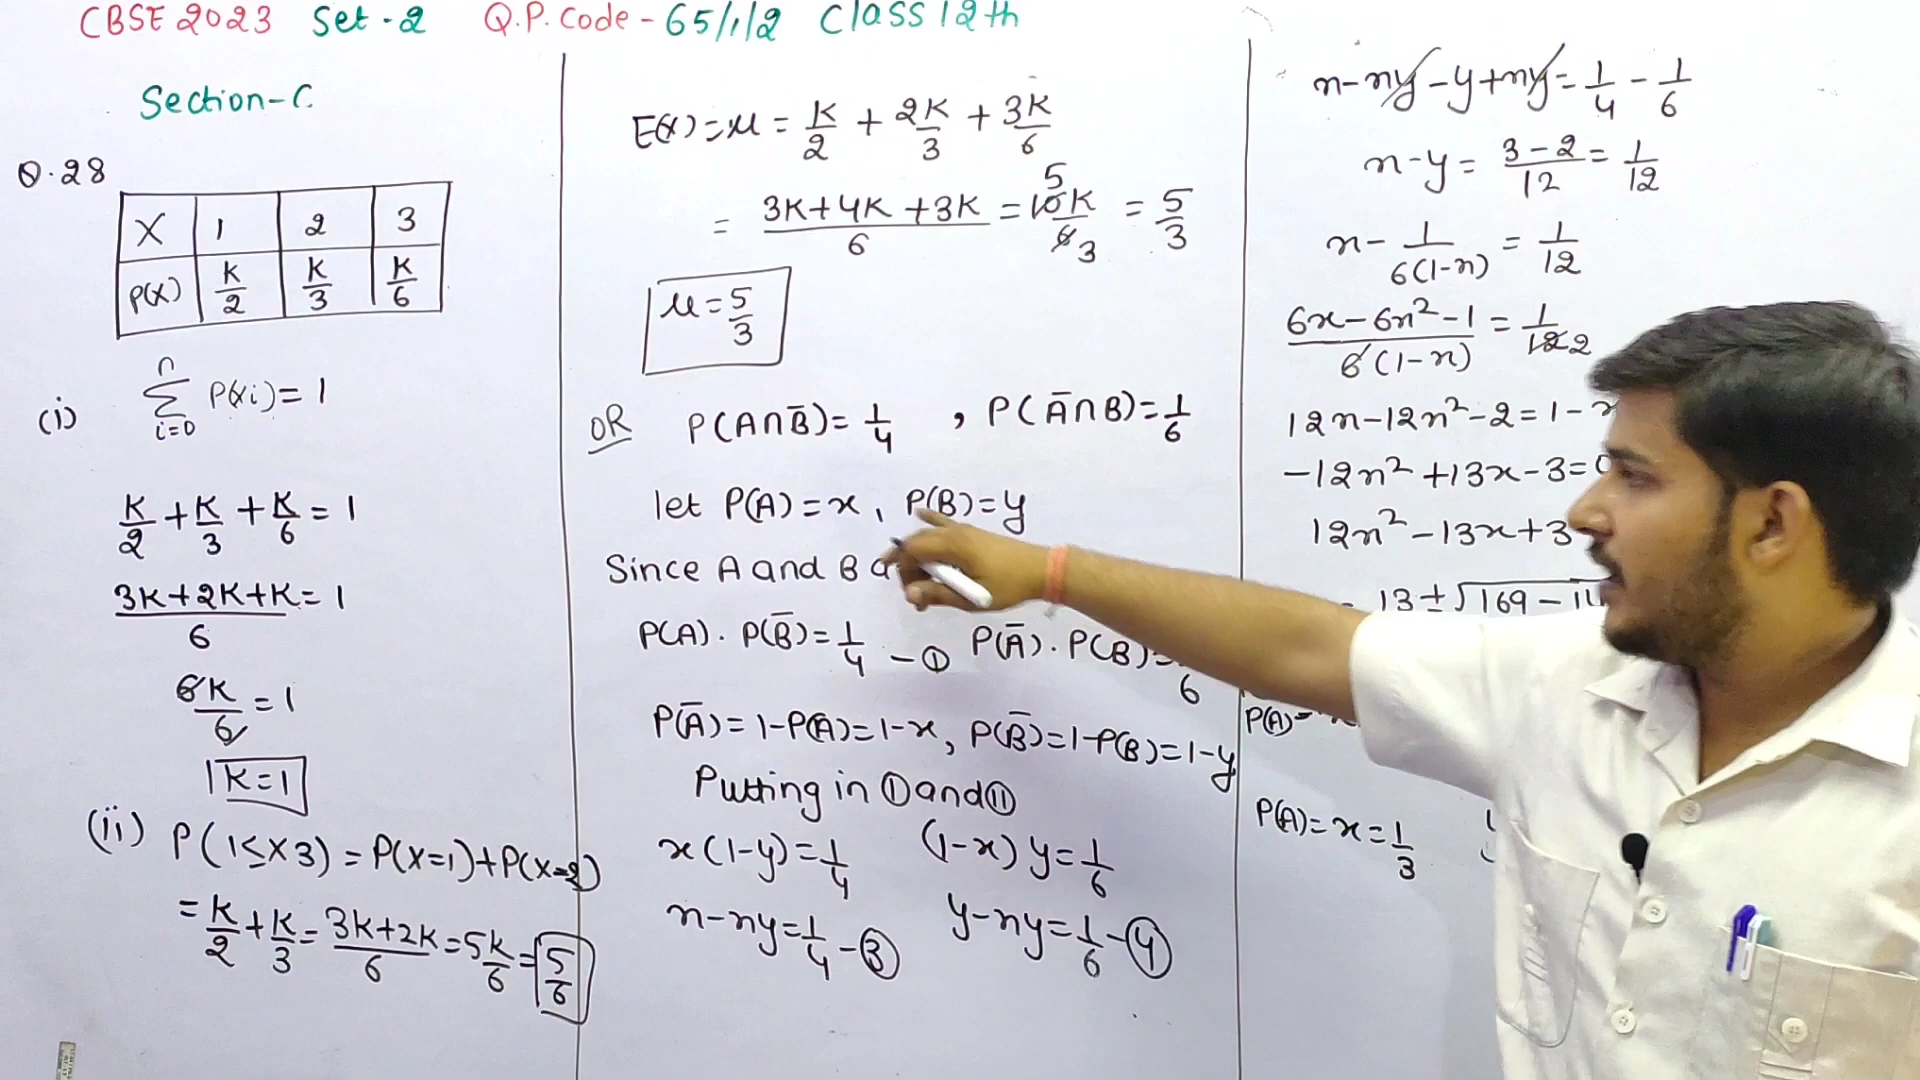 CBSE 2023 Set-2 Q.P. Code - 65/1/2 Class 12th
Section-C
Q.28
X 1 2 3
P(X) K/2 K/3 K/6
(i) n∑i=0 P(xi) = 1
K/2 + K/3 + K/6 = 1
3K+2K+K/6 = 1
6K/6 = 1
K=1
(ii) P(1≤X3) = P(X=1)+P(X=2)
= K/2 + K/3 = 3K+2K/6 = 5K/6 = 5/6
E(X) = μ = K/2 + 2K/3 + 3K/6
= 3K+4K+3K/6 = 10K/6 5/3 = 5/3
μ = 5/3
OR P(A∩B̄) = 1/4 , P(Ā∩B) = 1/6
let P(A) = x, P(B) = y
Since A and B
P(A) . P(B̄) = 1/4 - ① P(Ā) . P(B) = 6
P(Ā) = 1-P(A) = 1-x, P(B̄) = 1-P(B) = 1-y
Putting in ① and ⑪
x(1-y) = 1/4 (1-x) y = 1/6
x - xy = 1/4 - ③ y - xy = 1/6 - ④
x - xy - y + xy = 1/4 - 1/6
x - y = 3-2/12 = 1/12
x - 1/6(1-x) = 1/12
6x - 6x² - 1/6(1-x) = 1/12 2
12x - 12x² - 2 = 1 -
-12x² + 13x - 3 = 0
12x² - 13x + 3
13 ± √169 - 14
P(A) =
P(A) = x = 1/3